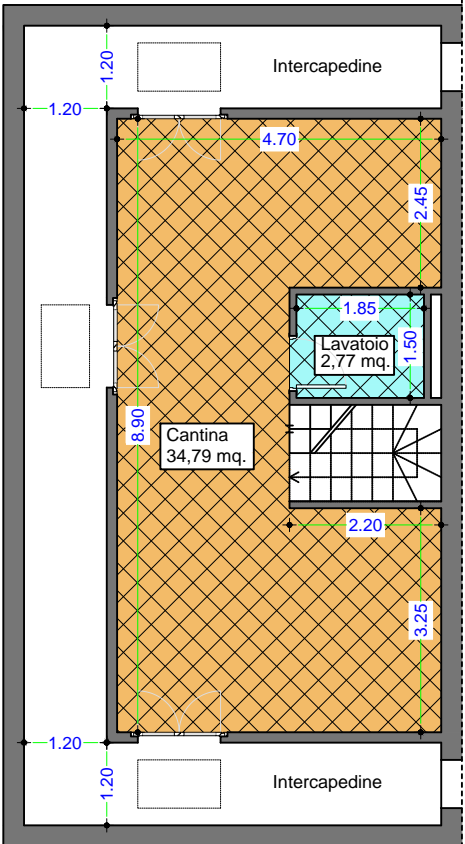 1.20
Intercapedine
1.20
4.70
2.45
1.85
Lavatoio
2,77 mq.
1.50
8.90
Cantina
34,79 mq.
2.20
3.25
1.20
1.20
Intercapedine